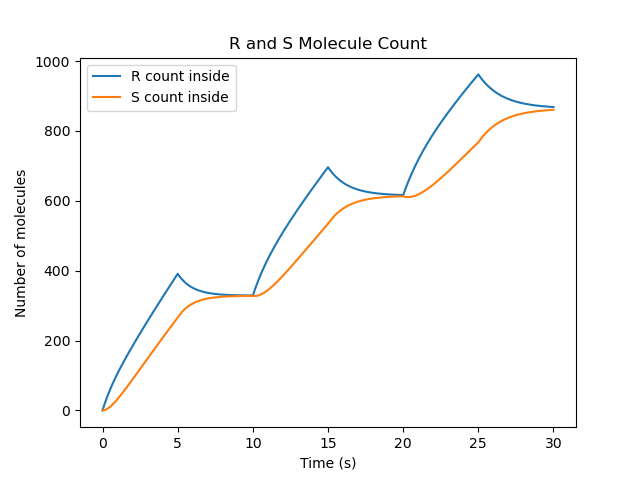 R and S Molecule Count
R count inside
S count inside
Number of molecules
1000
800
600
400
200
0
0 5 10 15 20 25 30
Time (s)